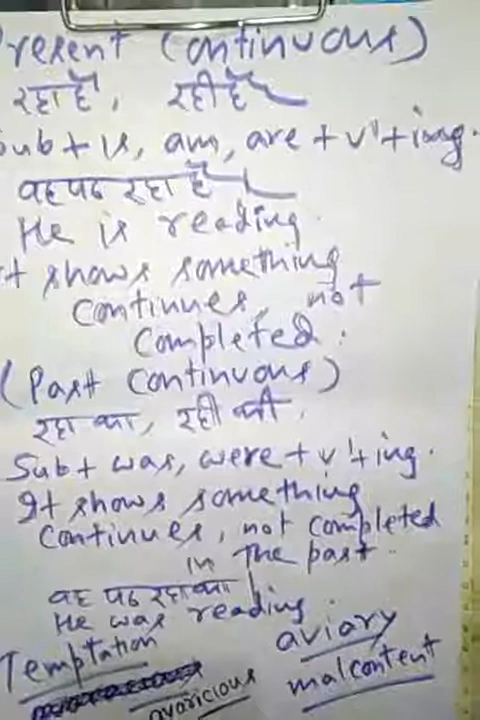 Present (Continuous)
रहा है, रही है
Sub + is, am, are + v¹ + ing.
वह पढ रहा है
He is reading.
It shows something
continues, not
completed.
(Past Continuous)
रहा था, रही थी,
Sub + was, were + v¹ + ing.
It shows something
continues, not completed
in the past.
वह पढ रहा था।
He was reading.
Temptation
aviary
avaricious
malcontent